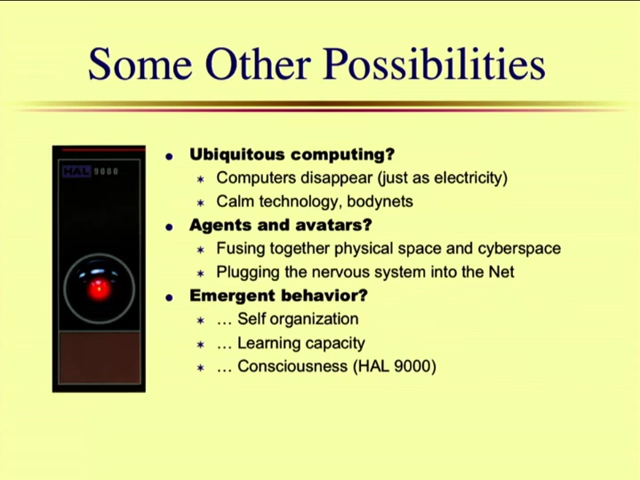 Some Other Possibilities
HAL 9000
● Ubiquitous computing?
✶ Computers disappear (just as electricity)
✶ Calm technology, bodynets
● Agents and avatars?
✶ Fusing together physical space and cyberspace
✶ Plugging the nervous system into the Net
● Emergent behavior?
✶ … Self organization
✶ … Learning capacity
✶ … Consciousness (HAL 9000)